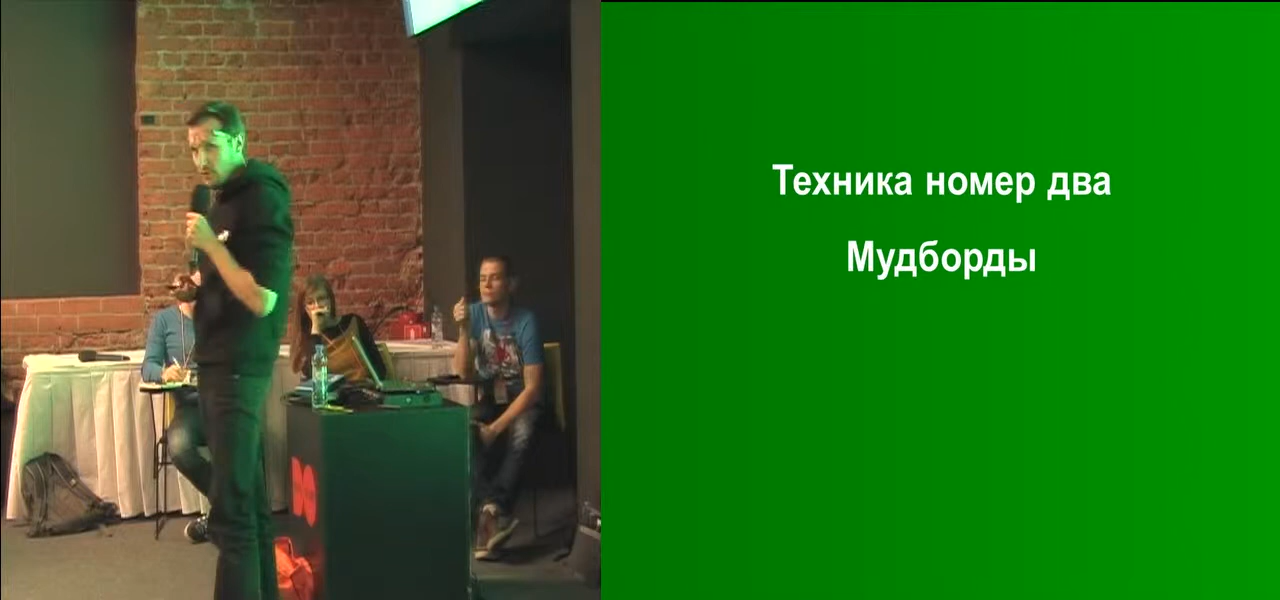 Техника номер два
Мудборды